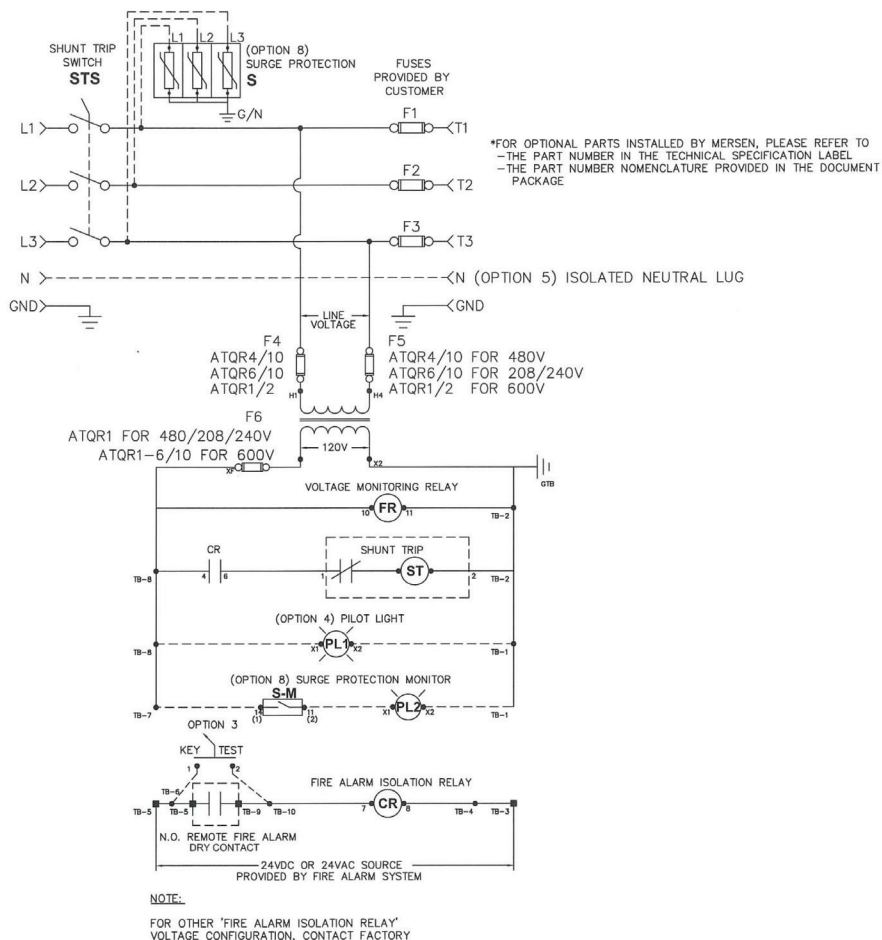 SHUNT TRIP
SWITCH
STS
L1 L2 L3
(OPTION 8)
SURGE PROTECTION
S
G/N
FUSES
PROVIDED BY
CUSTOMER
L1
F1
T1
L2
F2
T2
L3
F3
T3
*FOR OPTIONAL PARTS INSTALLED BY MERSEN, PLEASE REFER TO
-THE PART NUMBER IN THE TECHNICAL SPECIFICATION LABEL
-THE PART NUMBER NOMENCLATURE PROVIDED IN THE DOCUMENT
PACKAGE
N
N (OPTION 5) ISOLATED NEUTRAL LUG
GND
GND
LINE
VOLTAGE
F4
ATQR4/10
ATQR6/10
ATQR1/2
F5
ATQR4/10 FOR 480V
ATQR6/10 FOR 208/240V
ATQR1/2 FOR 600V
H1
H4
F6
ATQR1 FOR 480/208/240V
ATQR1-6/10 FOR 600V
120V
XF
X2
GTB
VOLTAGE MONITORING RELAY
10 FR 11
TB-2
CR
SHUNT TRIP
4 6
1
ST
2
TB-8
TB-2
(OPTION 4) PILOT LIGHT
X1 PL1 X2
TB-8
TB-1
(OPTION 8) SURGE PROTECTION MONITOR
S-M
14 11
(1) (2)
X1 PL2 X2
TB-7
TB-1
OPTION 3
KEY TEST
1 2
FIRE ALARM ISOLATION RELAY
TB-6
TB-5 TB-5 TB-9 TB-10
7 CR 8
TB-4 TB-3
N.O. REMOTE FIRE ALARM
DRY CONTACT
24VDC OR 24VAC SOURCE
PROVIDED BY FIRE ALARM SYSTEM
NOTE:
FOR OTHER 'FIRE ALARM ISOLATION RELAY'
VOLTAGE CONFIGURATION, CONTACT FACTORY